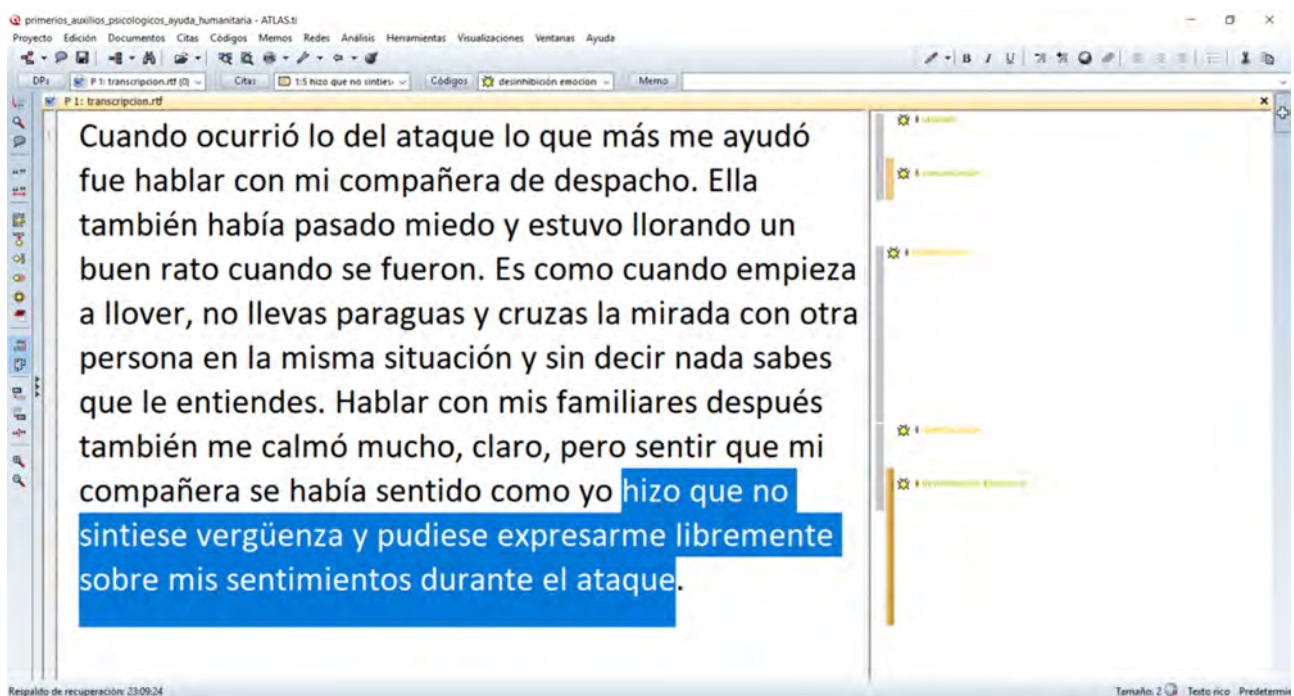 primerios_auxilios_psicologicos_ayuda_humanitaria - ATLAS.ti
Proyecto Edición Documentos Citas Códigos Memos Redes Análisis Herramientas Visualizaciones Ventanas Ayuda
B I U
DPs P 1: transcripcion.rtf (0) Citas 1:5 hizo que no sinties- Códigos desinhibición emocion Memo
P 1: transcripcion.rtf
Cuando ocurrió lo del ataque lo que más me ayudó
fue hablar con mi compañera de despacho. Ella
también había pasado miedo y estuvo llorando un
buen rato cuando se fueron. Es como cuando empieza
a llover, no llevas paraguas y cruzas la mirada con otra
persona en la misma situación y sin decir nada sabes
que le entiendes. Hablar con mis familiares después
también me calmó mucho, claro, pero sentir que mi
compañera se había sentido como yo hizo que no
sintiese vergüenza y pudiese expresarme libremente
sobre mis sentimientos durante el ataque.
Respaldo de recuperación: 23:09:24
Tamaño: 2 Texto rico Predetermi